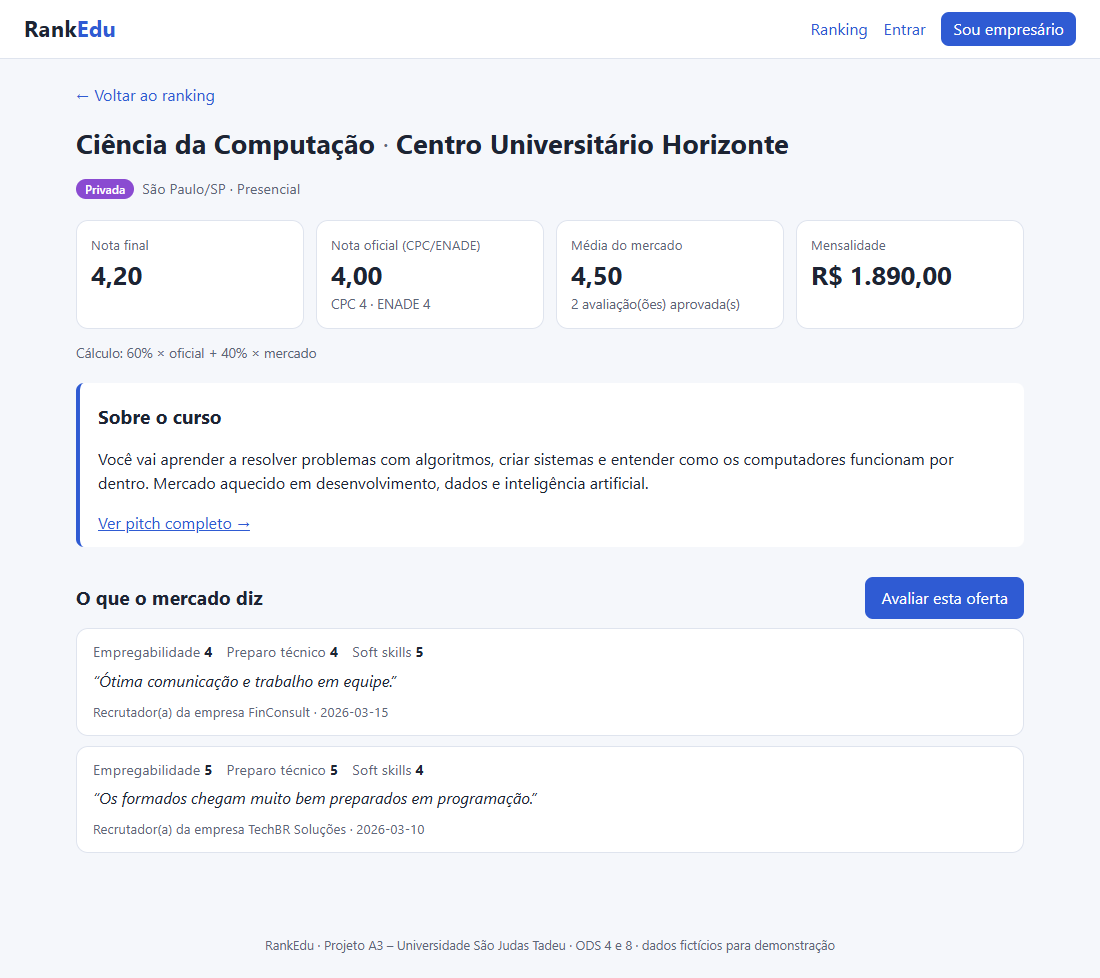 RankEdu
Ranking Entrar Sou empresário
← Voltar ao ranking
Ciência da Computação · Centro Universitário Horizonte
Privada São Paulo/SP · Presencial
Nota final
4,20
Nota oficial (CPC/ENADE)
4,00
CPC 4 · ENADE 4
Média do mercado
4,50
2 avaliação(ões) aprovada(s)
Mensalidade
R$ 1.890,00
Cálculo: 60% × oficial + 40% × mercado
Sobre o curso
Você vai aprender a resolver problemas com algoritmos, criar sistemas e entender como os computadores funcionam por
dentro. Mercado aquecido em desenvolvimento, dados e inteligência artificial.
Ver pitch completo →
O que o mercado diz
Avaliar esta oferta
Empregabilidade 4 Preparo técnico 4 Soft skills 5
“Ótima comunicação e trabalho em equipe.”
Recrutador(a) da empresa FinConsult · 2026-03-15
Empregabilidade 5 Preparo técnico 5 Soft skills 4
“Os formados chegam muito bem preparados em programação.”
Recrutador(a) da empresa TechBR Soluções · 2026-03-10
RankEdu · Projeto A3 – Universidade São Judas Tadeu · ODS 4 e 8 · dados fictícios para demonstração